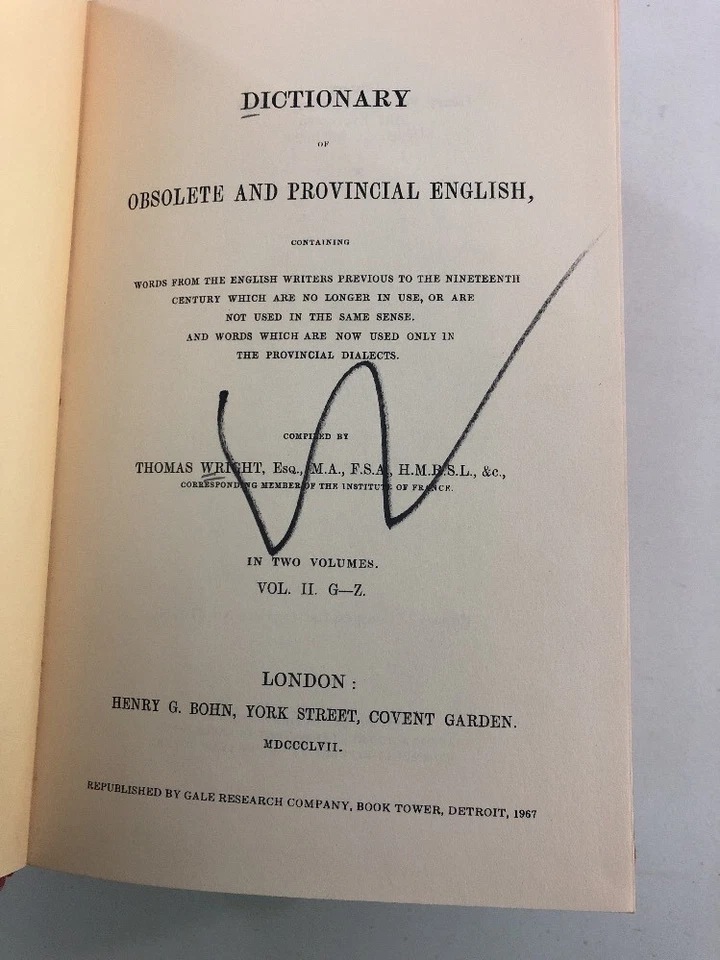 DICTIONARY
OF
OBSOLETE AND PROVINCIAL ENGLISH,
CONTAINING
WORDS FROM THE ENGLISH WRITERS PREVIOUS TO THE NINETEENTH
CENTURY WHICH ARE NO LONGER IN USE, OR ARE
NOT USED IN THE SAME SENSE.
AND WORDS WHICH ARE NOW USED ONLY IN
THE PROVINCIAL DIALECTS.
COMPILED BY
THOMAS WRIGHT, Esq., M.A., F.S.A., H.M.R.S.L., &c.,
CORRESPONDING MEMBER OF THE INSTITUTE OF FRANCE.
IN TWO VOLUMES.
VOL. II. G—Z.
LONDON:
HENRY G. BOHN, YORK STREET, COVENT GARDEN.
MDCCCLVII.
REPUBLISHED BY GALE RESEARCH COMPANY, BOOK TOWER, DETROIT, 1967